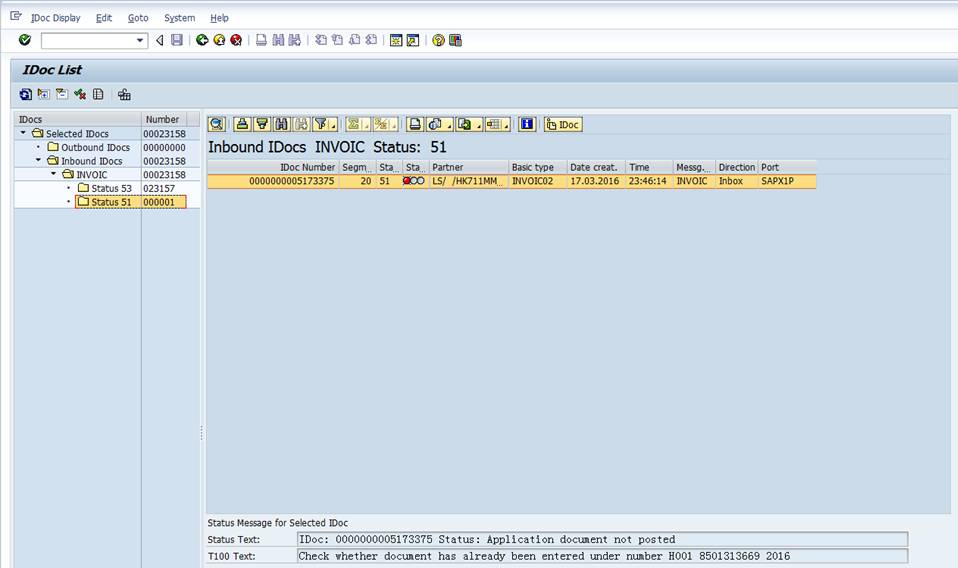 IDoc Display Edit Goto System Help
IDoc List
IDocs Number
Selected IDocs 00023158
Outbound IDocs 00000000
Inbound IDocs 00023158
INVOIC 00023158
Status 53 023157
Status 51 000001
IDoc
Inbound IDocs INVOIC Status: 51
IDoc Number Segm... Sta... Sta... Partner Basic type Date creat. Time Messg... Direction Port
0000000005173375 20 51 LS/ /HK711MM... INVOIC02 17.03.2016 23:46:14 INVOIC Inbox SAPX1P
Status Message for Selected IDoc
Status Text: IDoc: 0000000005173375 Status: Application document not posted
T100 Text: Check whether document has already been entered under number H001 8501313669 2016